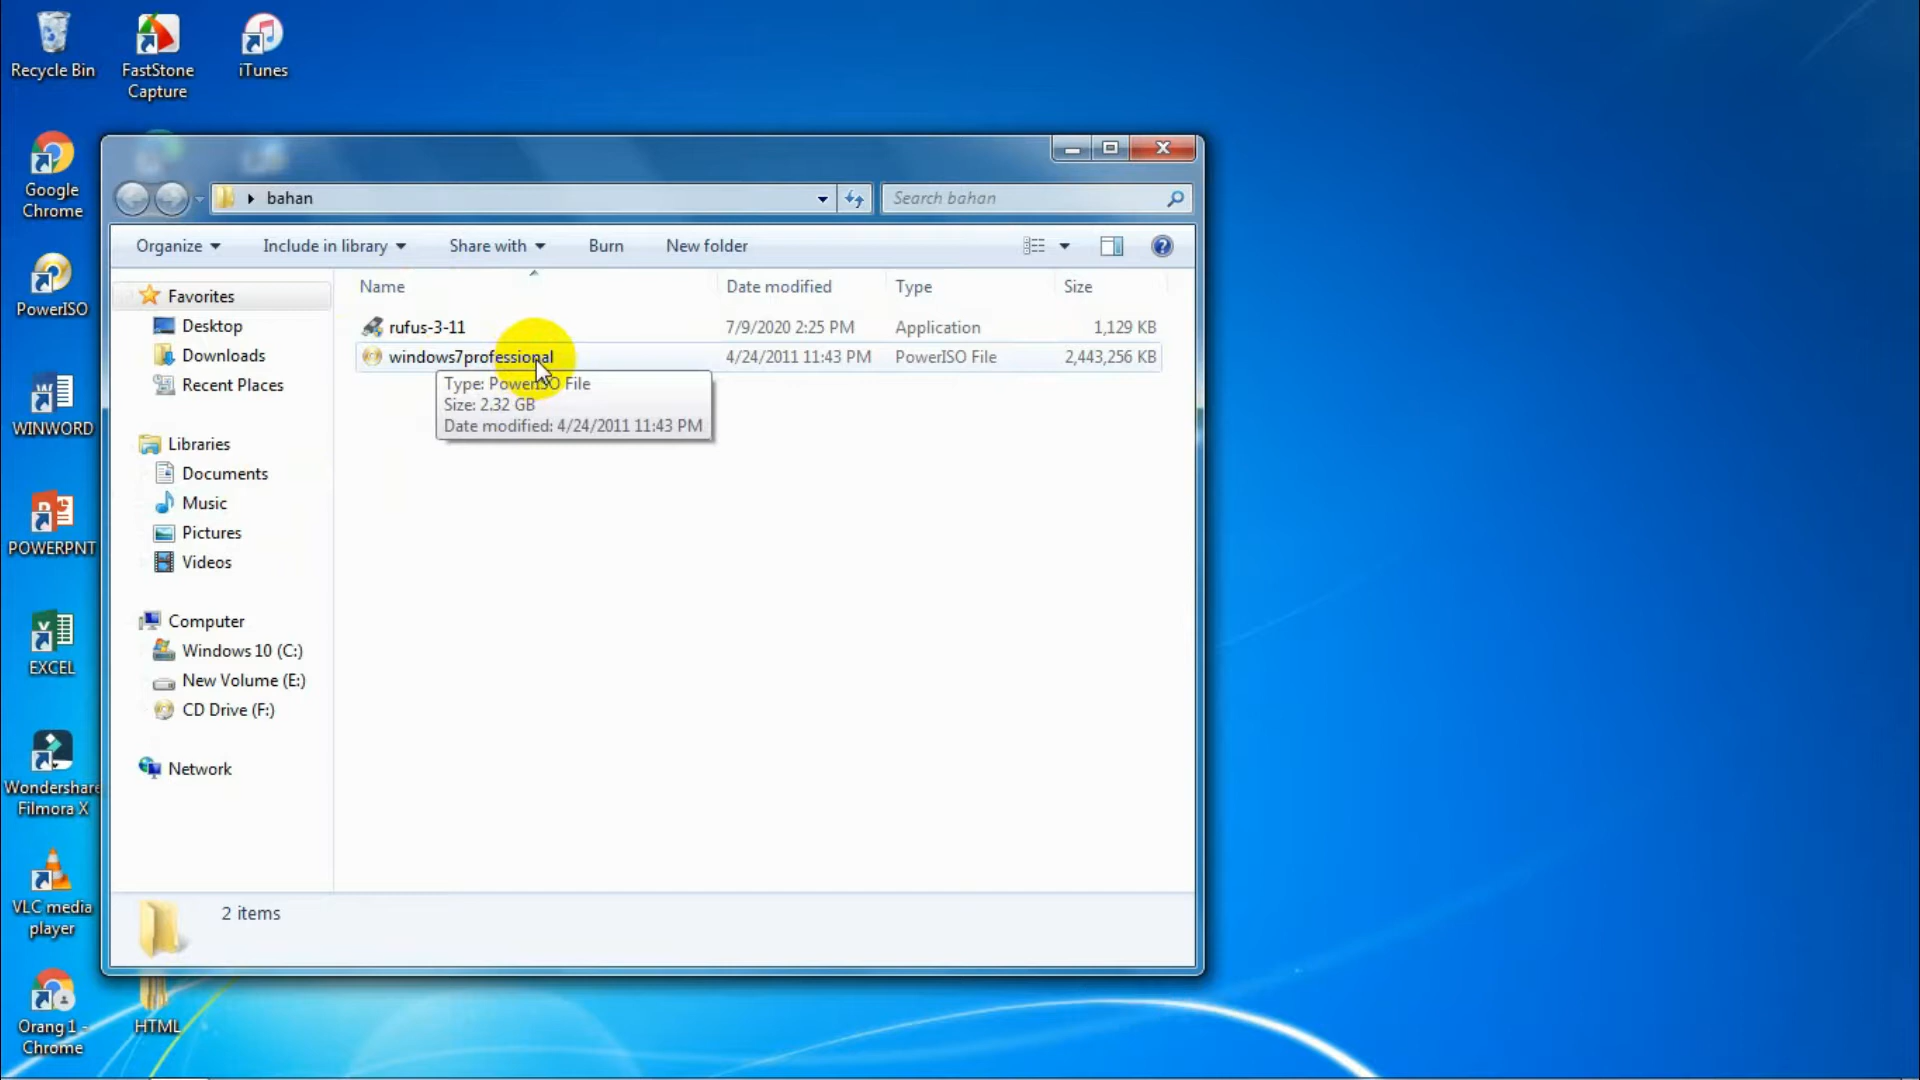 Recycle Bin
FastStone
Capture
iTunes
Google
Chrome
PowerISO
WINWORD
POWERPNT
EXCEL
Wondershare
Filmora X
VLC media
player
Orang 1 -
Chrome
HTML
bahan
Search bahan
Organize
Include in library
Share with
Burn
New folder
Favorites
Desktop
Downloads
Recent Places
Libraries
Documents
Music
Pictures
Videos
Computer
Windows 10 (C:)
New Volume (E:)
CD Drive (F:)
Network
Name Date modified Type Size
rufus-3-11 7/9/2020 2:25 PM Application 1,129 KB
windows7professional 4/24/2011 11:43 PM PowerISO File 2,443,256 KB
Type: PowerISO File
Size: 2.32 GB
Date modified: 4/24/2011 11:43 PM
2 items